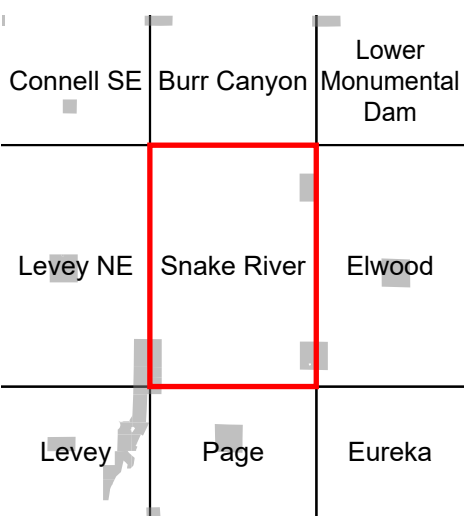 Connell SE
Burr Canyon
Lower
Monumental
Dam
Levey NE
Snake River
Elwood
Levey
Page
Eureka